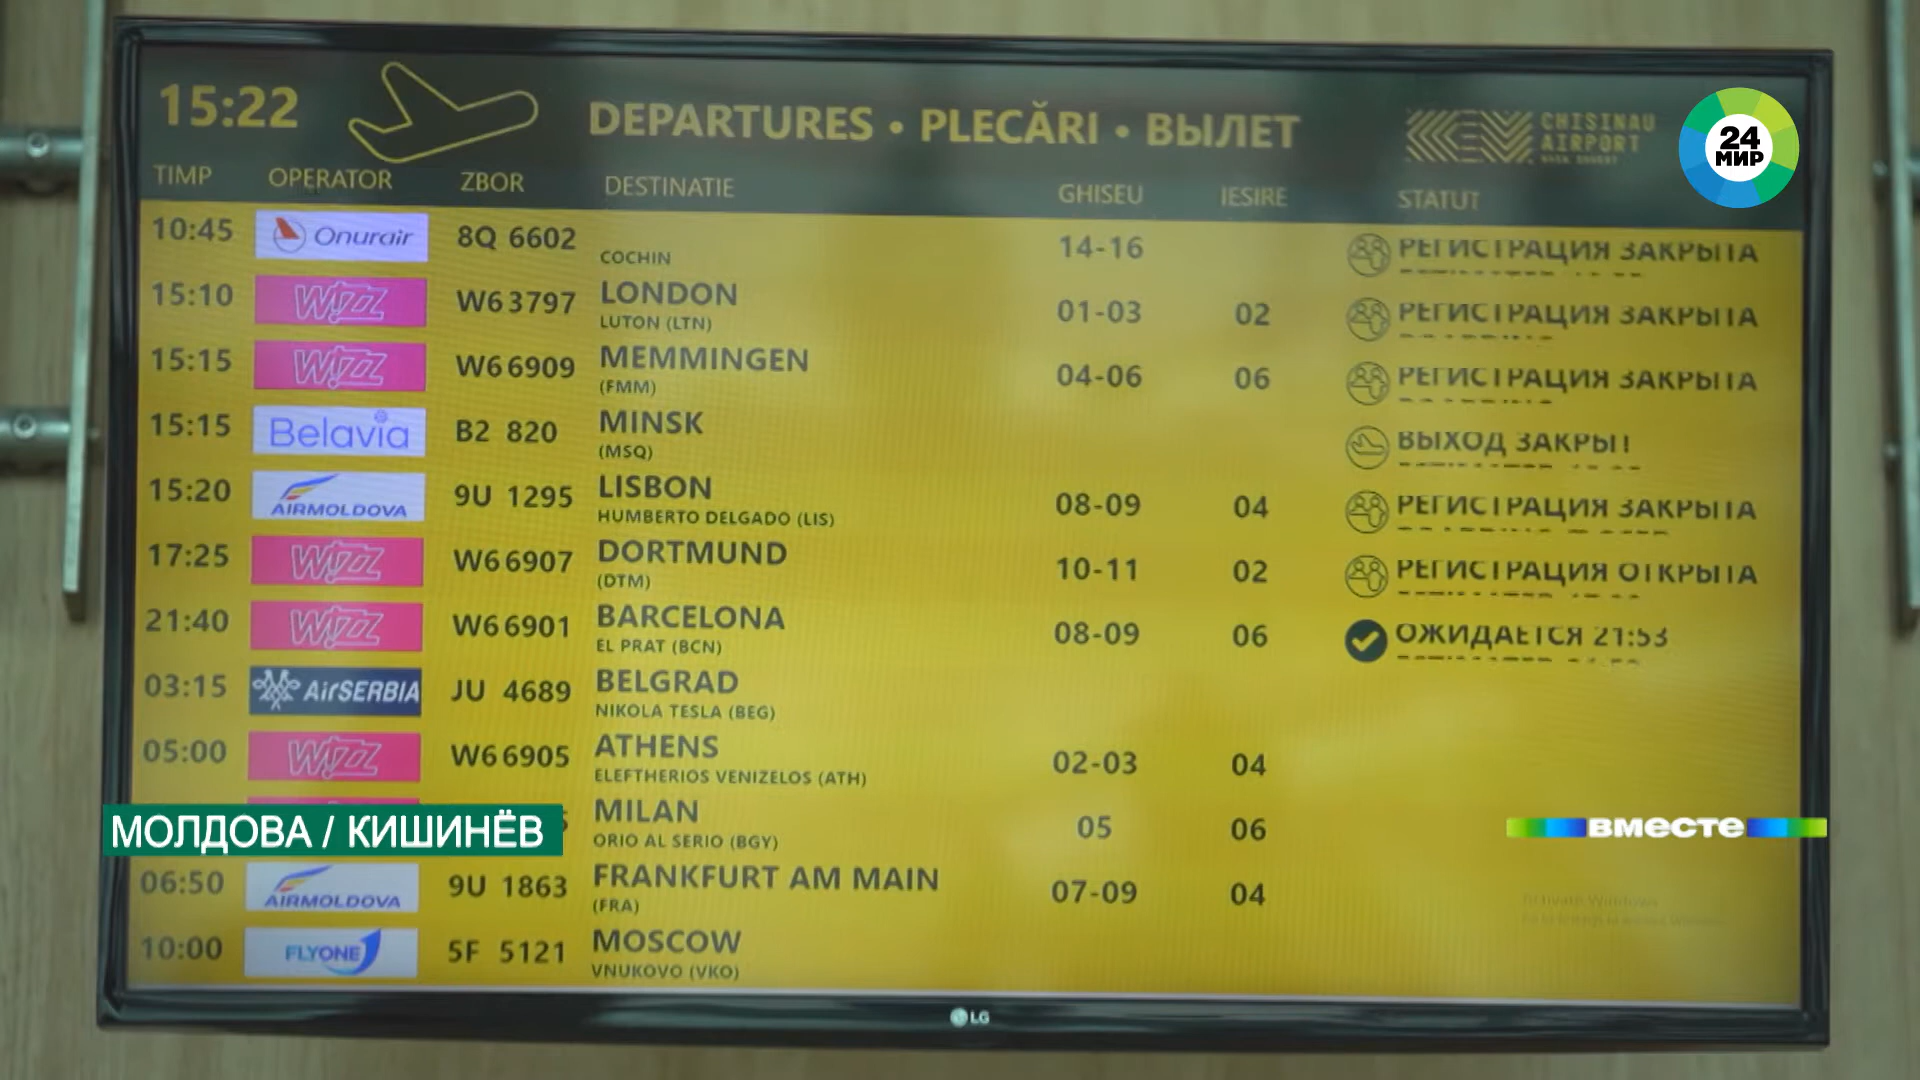 15:22 DEPARTURES • PLECĂRI • ВЫЛЕТ CHISINAU
AIRPORT
24
МИР
TIMP OPERATOR ZBOR DESTINATIE GHISEU IESIRE STATUT
10:45 Onurair 8Q 6602 14-16 РЕГИСТРАЦИЯ ЗАКРЫТА
COCHIN
15:10 Wizz W6 3797 LONDON 01-03 02 РЕГИСТРАЦИЯ ЗАКРЫТА
LUTON (LTN)
15:15 Wizz W6 6909 MEMMINGEN 04-06 06 РЕГИСТРАЦИЯ ЗАКРЫТА
(FMM)
15:15 Belavia B2 820 MINSK ВЫХОД ЗАКРЫТ
(MSQ)
15:20 AIRMOLDOVA 9U 1295 LISBON 08-09 04 РЕГИСТРАЦИЯ ЗАКРЫТА
HUMBERTO DELGADO (LIS)
17:25 Wizz W6 6907 DORTMUND 10-11 02 РЕГИСТРАЦИЯ ОТКРЫТА
(DTM)
21:40 Wizz W6 6901 BARCELONA 08-09 06 ОЖИДАЕТСЯ 21:53
EL PRAT (BCN)
03:15 AirSERBIA JU 4689 BELGRAD
NIKOLA TESLA (BEG)
05:00 Wizz W6 6905 ATHENS 02-03 04
ELEFTHERIOS VENIZELOS (ATH)
MILAN 05 06
ORIO AL SERIO (BGY)
МОЛДОВА / КИШИНЁВ
ВМЕСТЕ
06:50 AIRMOLDOVA 9U 1863 FRANKFURT AM MAIN 07-09 04
(FRA)
10:00 FLYONE 5F 5121 MOSCOW
VNUKOVO (VKO)
Activate Windows
LG